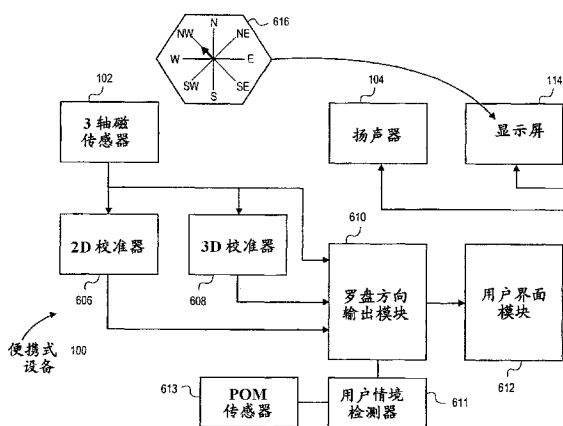 616
N
NW
NE
W
E
SW
SE
S
102
3 轴磁
传感器
104
扬声器
114
显示屏
2D 校准器
606
3D 校准器
608
610
罗盘方向
输出模块
用户界面
模块
612
便携式
设备
100
613
POM
传感器
用户情境
检测器
611